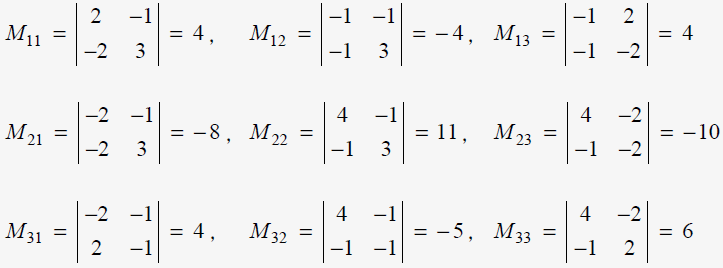 M11 = | 2 −1 ; −2 3 | = 4 , M12 = | −1 −1 ; −1 3 | = −4 , M13 = | −1 2 ; −1 −2 | = 4
M21 = | −2 −1 ; −2 3 | = −8 , M22 = | 4 −1 ; −1 3 | = 11 , M23 = | 4 −2 ; −1 −2 | = −10
M31 = | −2 −1 ; 2 −1 | = 4 , M32 = | 4 −1 ; −1 −1 | = −5 , M33 = | 4 −2 ; −1 2 | = 6